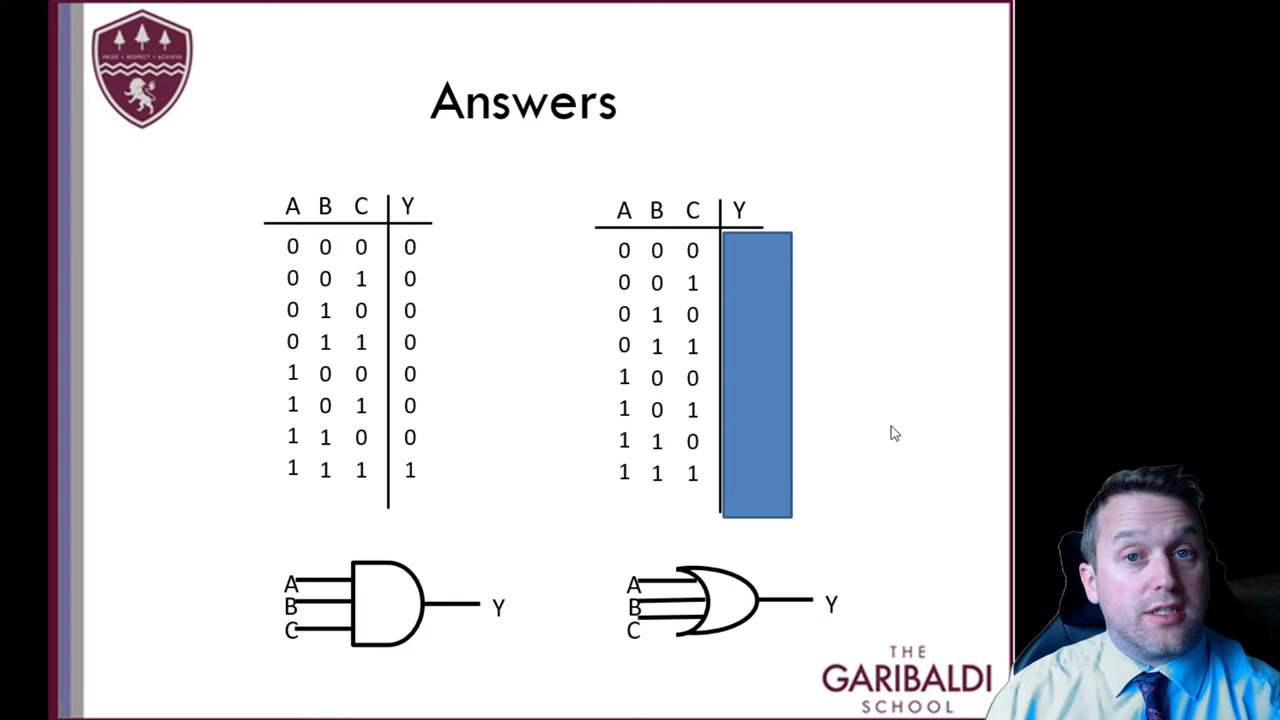 PRIDE • RESPECT • ACHIEVE
Answers
A B C Y
0 0 0 0
0 0 1 0
0 1 0 0
0 1 1 0
1 0 0 0
1 0 1 0
1 1 0 0
1 1 1 1
A B C Y
0 0 0
0 0 1
0 1 0
0 1 1
1 0 0
1 0 1
1 1 0
1 1 1
A
B
C
Y
A
B
C
Y
THE
GARIBALDI
SCHOOL